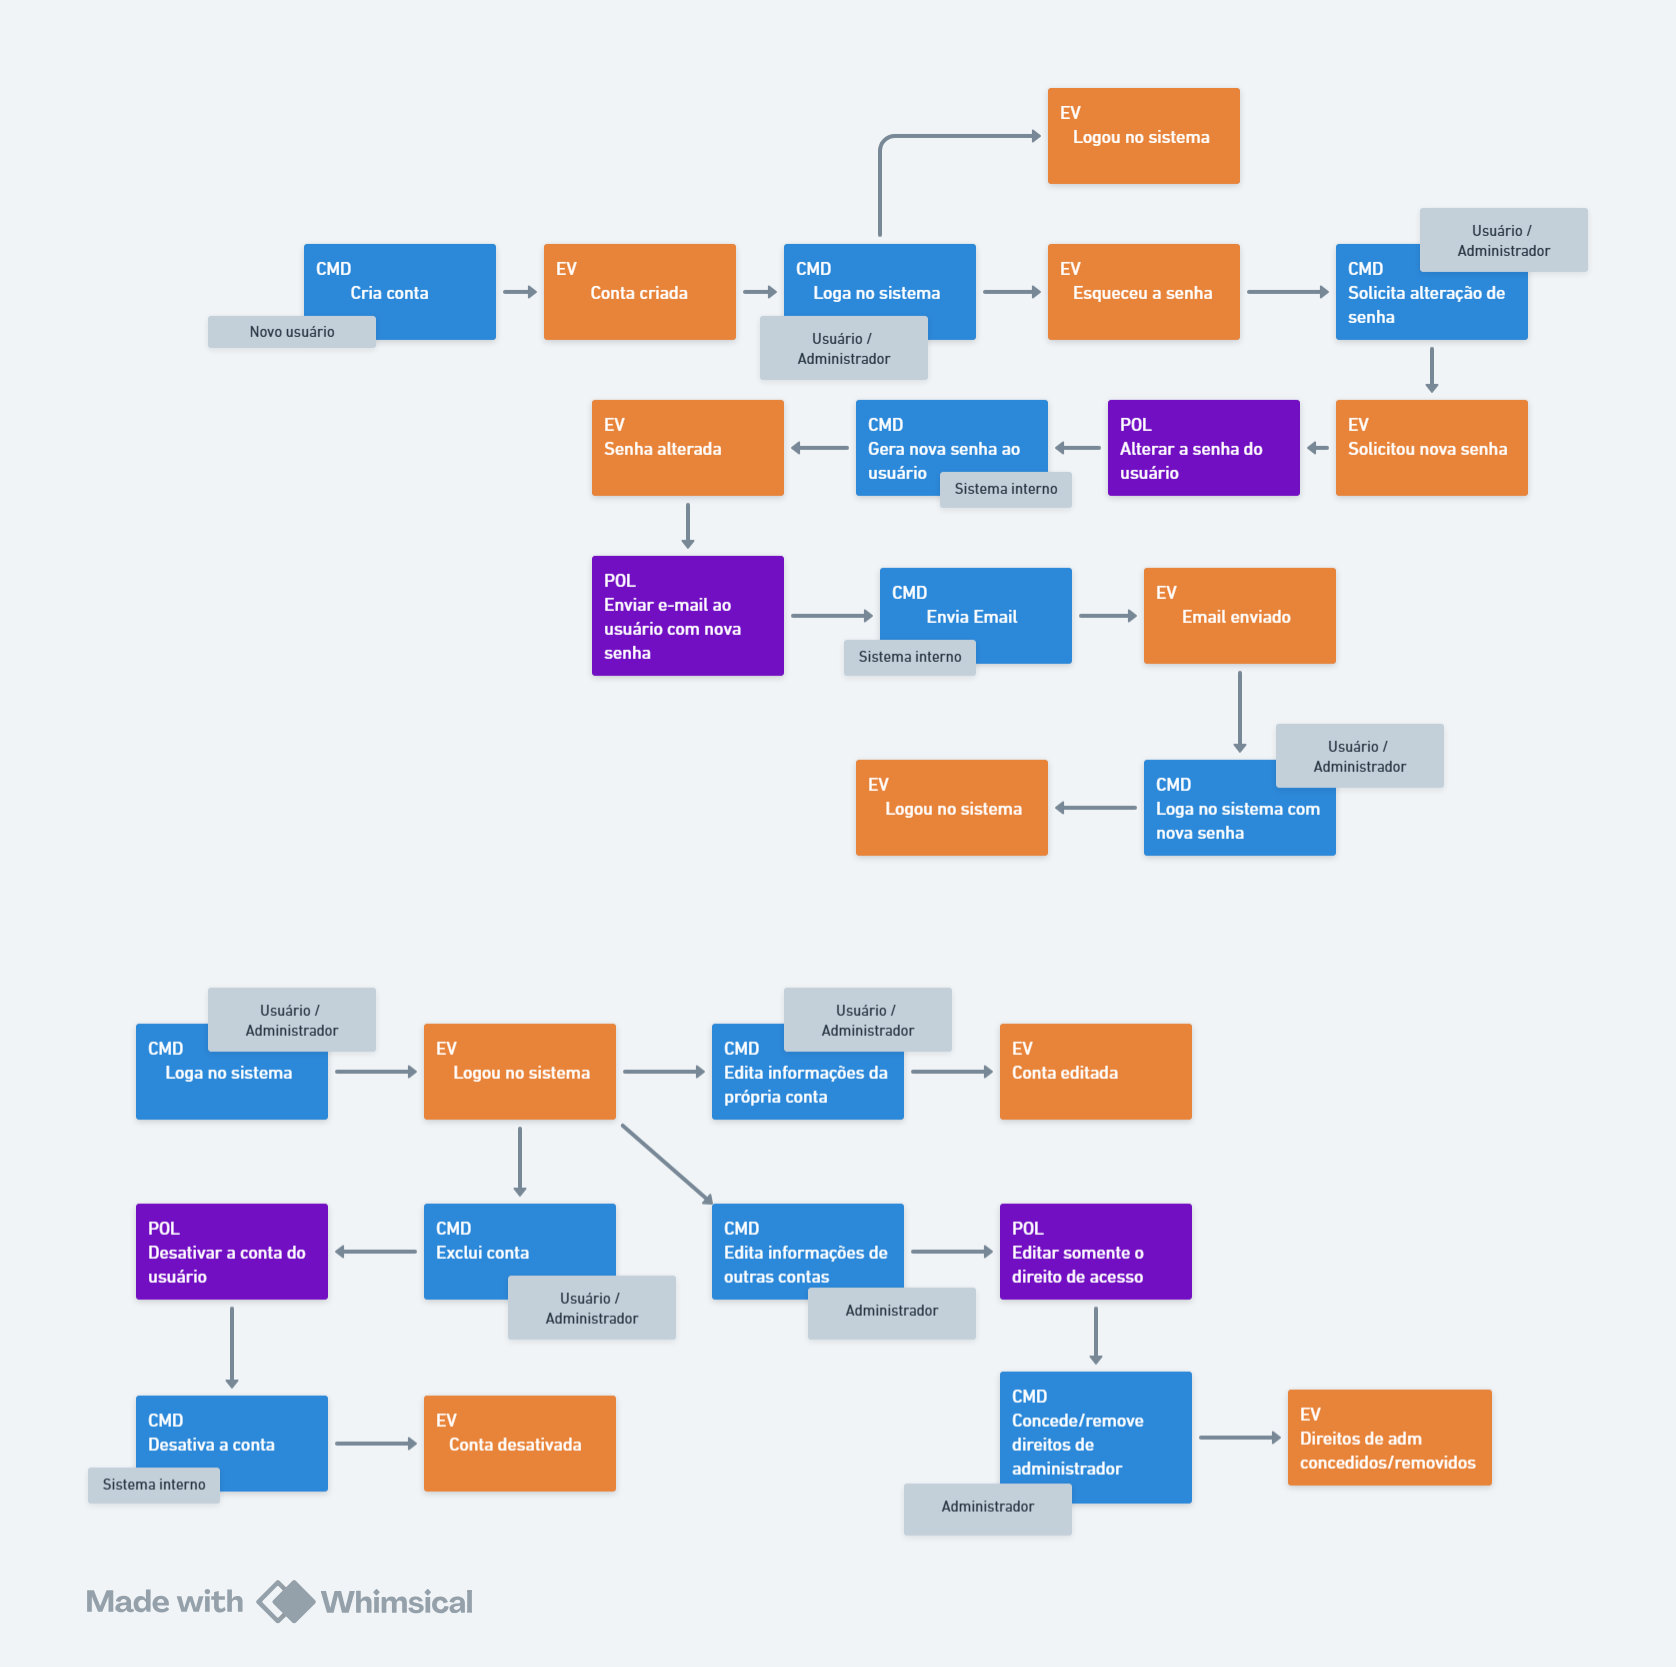 EV
Logou no sistema
Usuário /
Administrador
CMD
Cria conta
Novo usuário
EV
Conta criada
CMD
Loga no sistema
Usuário /
Administrador
EV
Esqueceu a senha
CMD
Solicita alteração de
senha
EV
Senha alterada
CMD
Gera nova senha ao
usuário
Sistema interno
POL
Alterar a senha do
usuário
EV
Solicitou nova senha
POL
Enviar e-mail ao
usuário com nova
senha
CMD
Envia Email
Sistema interno
EV
Email enviado
Usuário /
Administrador
EV
Logou no sistema
CMD
Loga no sistema com
nova senha
Usuário /
Administrador
CMD
Loga no sistema
EV
Logou no sistema
Usuário /
Administrador
CMD
Edita informações da
própria conta
EV
Conta editada
POL
Desativar a conta do
usuário
CMD
Exclui conta
Usuário /
Administrador
CMD
Edita informações de
outras contas
Administrador
POL
Editar somente o
direito de acesso
CMD
Desativa a conta
Sistema interno
EV
Conta desativada
CMD
Concede/remove
direitos de
administrador
Administrador
EV
Direitos de adm
concedidos/removidos
Made with Whimsical